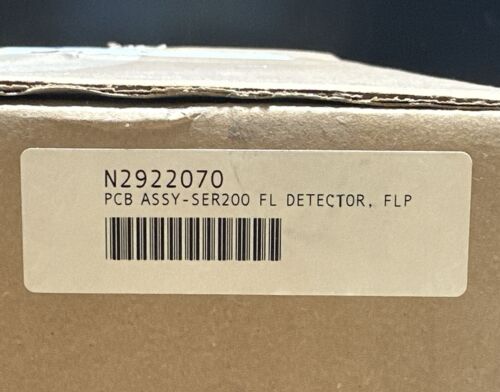 N2922070
PCB ASSY-SER200 FL DETECTOR, FLP